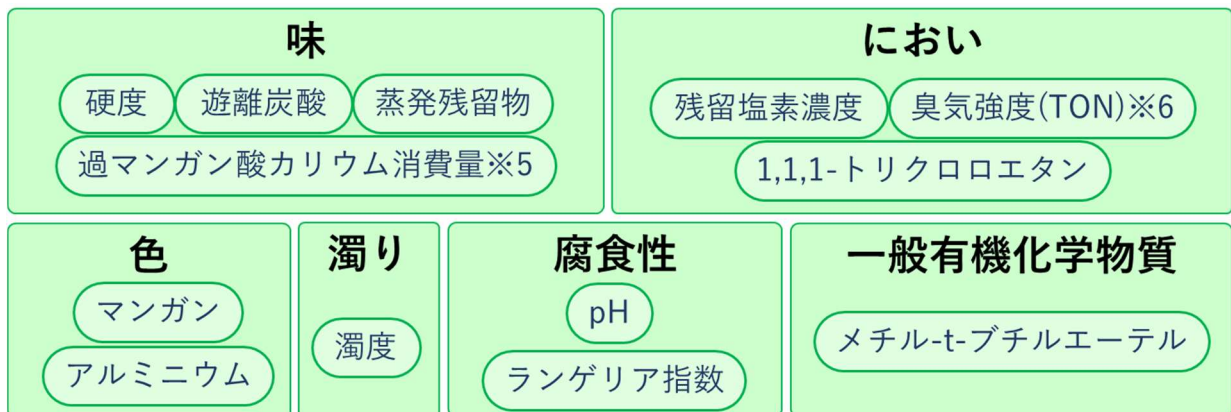 味
硬度 遊離炭酸 蒸発残留物
過マンガン酸カリウム消費量※5
におい
残留塩素濃度 臭気強度(TON)※6
1,1,1-トリクロロエタン
色
マンガン
アルミニウム
濁り
濁度
腐食性
pH
ランゲリア指数
一般有機化学物質
メチル-t-ブチルエーテル